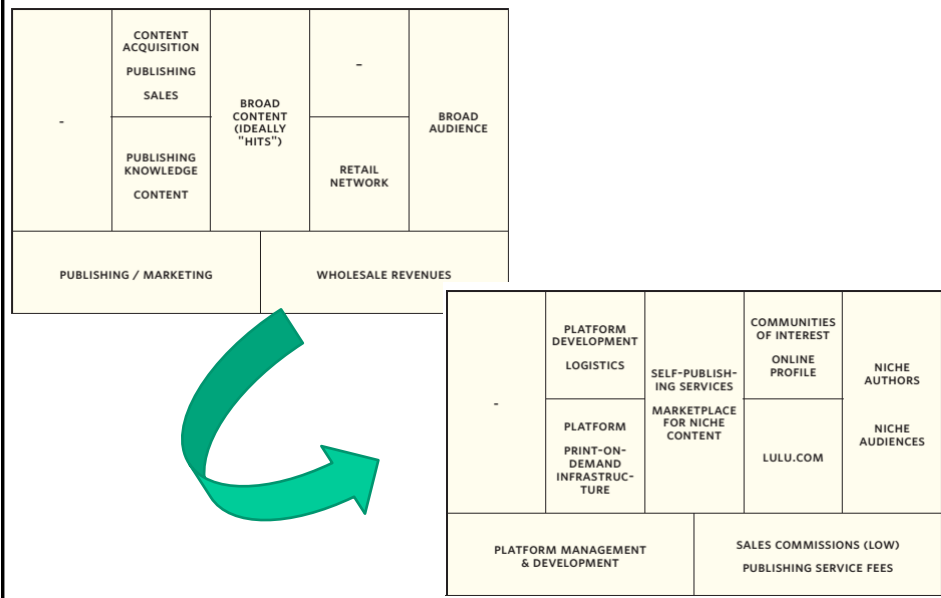 -
CONTENT
ACQUISITION
PUBLISHING
SALES
PUBLISHING
KNOWLEDGE
CONTENT
BROAD
CONTENT
(IDEALLY
"HITS")
-
RETAIL
NETWORK
BROAD
AUDIENCE
PUBLISHING / MARKETING
WHOLESALE REVENUES
-
PLATFORM
DEVELOPMENT
LOGISTICS
PLATFORM
PRINT-ON-
DEMAND
INFRASTRUC-
TURE
SELF-PUBLISH-
ING SERVICES
MARKETPLACE
FOR NICHE
CONTENT
COMMUNITIES
OF INTEREST
ONLINE
PROFILE
LULU.COM
NICHE
AUTHORS
NICHE
AUDIENCES
PLATFORM MANAGEMENT
& DEVELOPMENT
SALES COMMISSIONS (LOW)
PUBLISHING SERVICE FEES